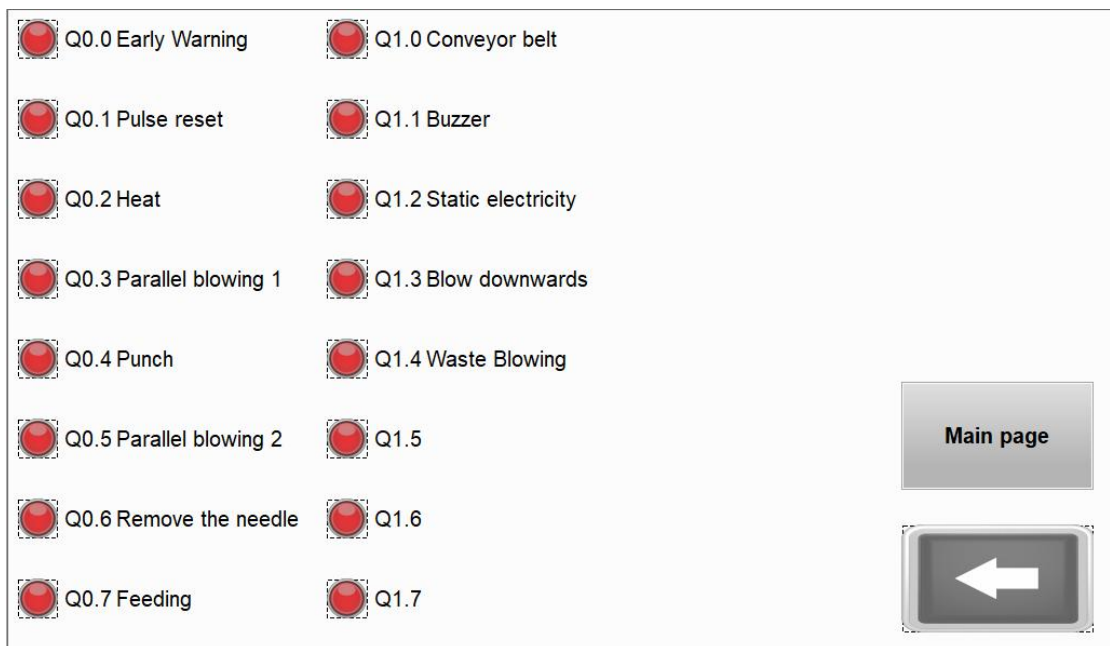 Q0.0 Early Warning
Q0.1 Pulse reset
Q0.2 Heat
Q0.3 Parallel blowing 1
Q0.4 Punch
Q0.5 Parallel blowing 2
Q0.6 Remove the needle
Q0.7 Feeding
Q1.0 Conveyor belt
Q1.1 Buzzer
Q1.2 Static electricity
Q1.3 Blow downwards
Q1.4 Waste Blowing
Q1.5
Q1.6
Q1.7
Main page